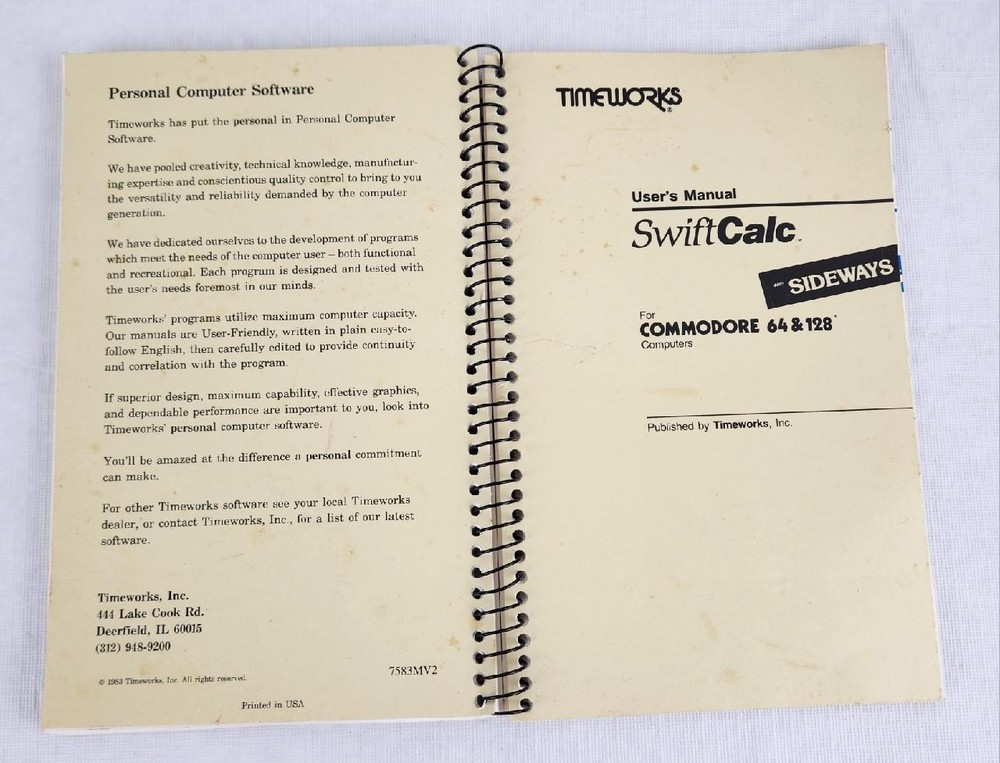 Personal Computer Software
Timeworks has put the personal in Personal Computer
Software.
We have pooled creativity, technical knowledge, manufactur-
ing expertise and conscientious quality control to bring to you
the versatility and reliability demanded by the computer
generation.
We have dedicated ourselves to the development of programs
which meet the needs of the computer user – both functional
and recreational. Each program is designed and tested with
the user's needs foremost in our minds.
Timeworks' programs utilize maximum computer capacity.
Our manuals are User-Friendly, written in plain easy-to-
follow English, then carefully edited to provide continuity
and correlation with the program.
If superior design, maximum capability, effective graphics,
and dependable performance are important to you, look into
Timeworks' personal computer software.
You'll be amazed at the difference a personal commitment
can make.
For other Timeworks software see your local Timeworks
dealer, or contact Timeworks, Inc., for a list of our latest
software.
Timeworks, Inc.
444 Lake Cook Rd.
Deerfield, IL 60015
(312) 948-9200
© 1983 Timeworks, Inc. All rights reserved.
7583MV2
Printed in USA
TIMEWORKS®
User's Manual
SwiftCalc™
with SIDEWAYS
For
COMMODORE 64 & 128*
Computers
Published by Timeworks, Inc.